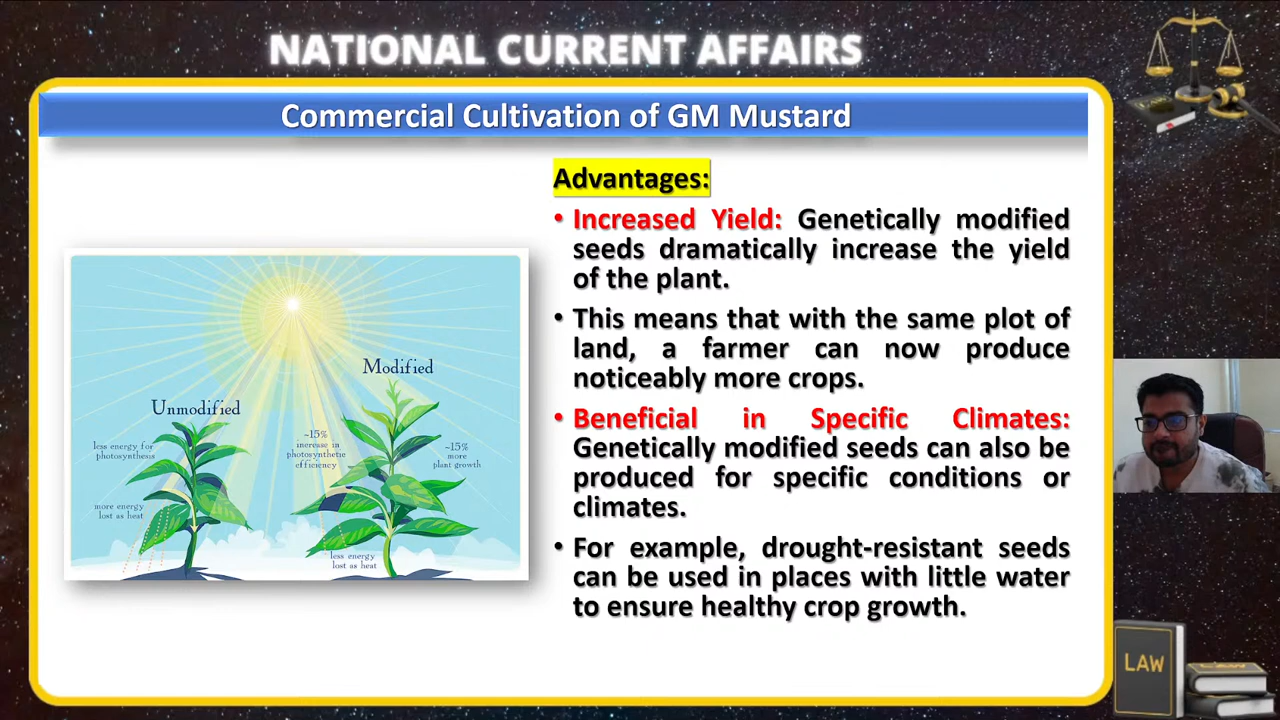 NATIONAL CURRENT AFFAIRS
Commercial Cultivation of GM Mustard
Advantages:
• Increased Yield: Genetically modified
seeds dramatically increase the yield
of the plant.
• This means that with the same plot of
land, a farmer can now produce
noticeably more crops.
• Beneficial in Specific Climates:
Genetically modified seeds can also be
produced for specific conditions or
climates.
• For example, drought-resistant seeds
can be used in places with little water
to ensure healthy crop growth.
Unmodified
less energy for
photosynthesis
more energy
lost as heat
Modified
~15%
increase in
photosynthetic
efficiency
~15%
more
plant growth
less energy
lost as heat
LAW